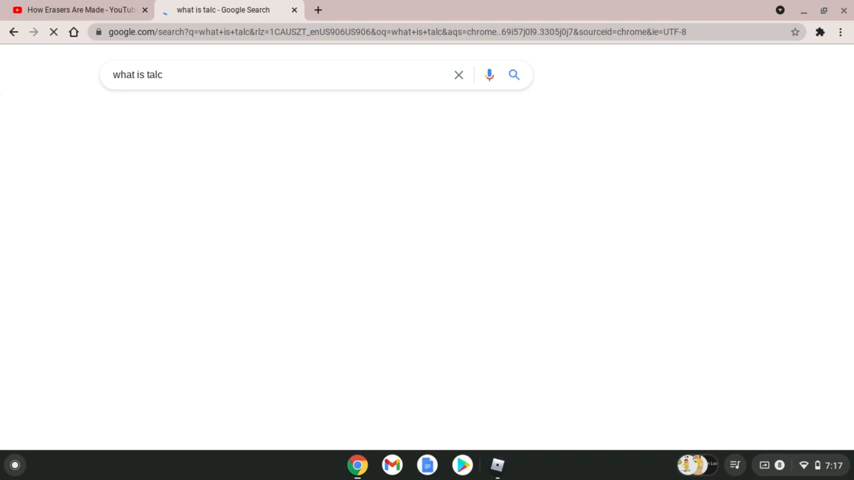 How Erasers Are Made - YouTub
what is talc - Google Search
google.com/search?q=what+is+talc&rlz=1CAUSZT_enUS906US906&oq=what+is+talc&aqs=chrome..69i57j0l9.3305j0j7&sourceid=chrome&ie=UTF-8
what is talc
8
7:17